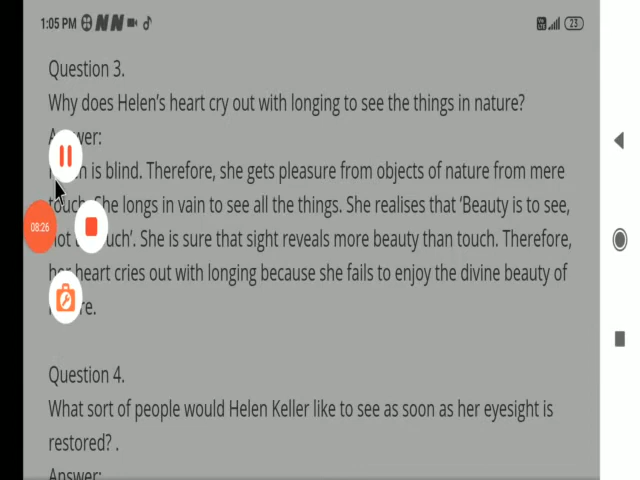 1:05 PM
23
Question 3.
Why does Helen's heart cry out with longing to see the things in nature?
is blind. Therefore, she gets pleasure from objects of nature from mere
touch. She longs in vain to see all the things. She realises that ‘Beauty is to see,
08:26
uch’. She is sure that sight reveals more beauty than touch. Therefore,
heart cries out with longing because she fails to enjoy the divine beauty of
Question 4.
What sort of people would Helen Keller like to see as soon as her eyesight is
restored? .
Answer: